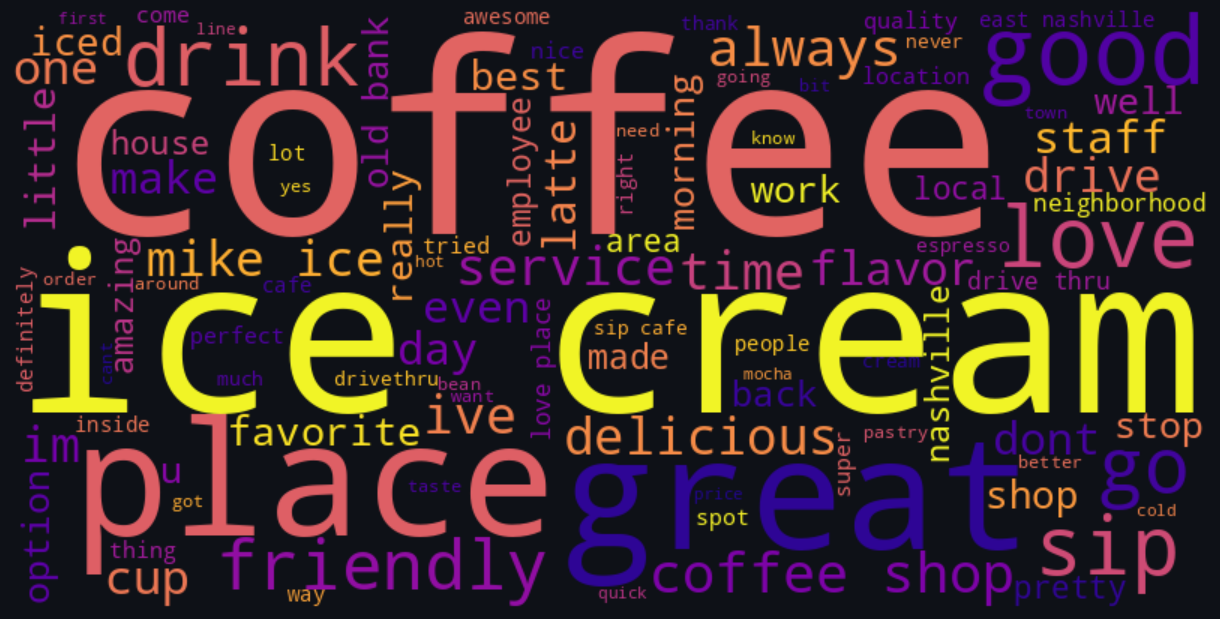 first
come
line
awesome
nice
thank
quality
east nashville
good
iced
one
drink
old bank
best
always
never
going
bit
location
town
well
coffee
little
house
make
lot
yes
employee
latte
need
right
morning
know
work
local
staff
drive
neighborhood
love
really
tried
hot
area
espresso
mike ice
service
time
flavor
drive thru
order
around
cafe
amazing
definitely
ice cream
even
perfect
cant
much
day
drivethru
bean
want
love place
sip cafe
made
people
mocha
back
cream
nashville
inside
im
favorite
ive
delicious
super
pastry
dont
stop
better
go
place
u
got
taste
great
price
spot
shop
cold
option
thing
cup
friendly
way
quick
coffee shop
sip
pretty